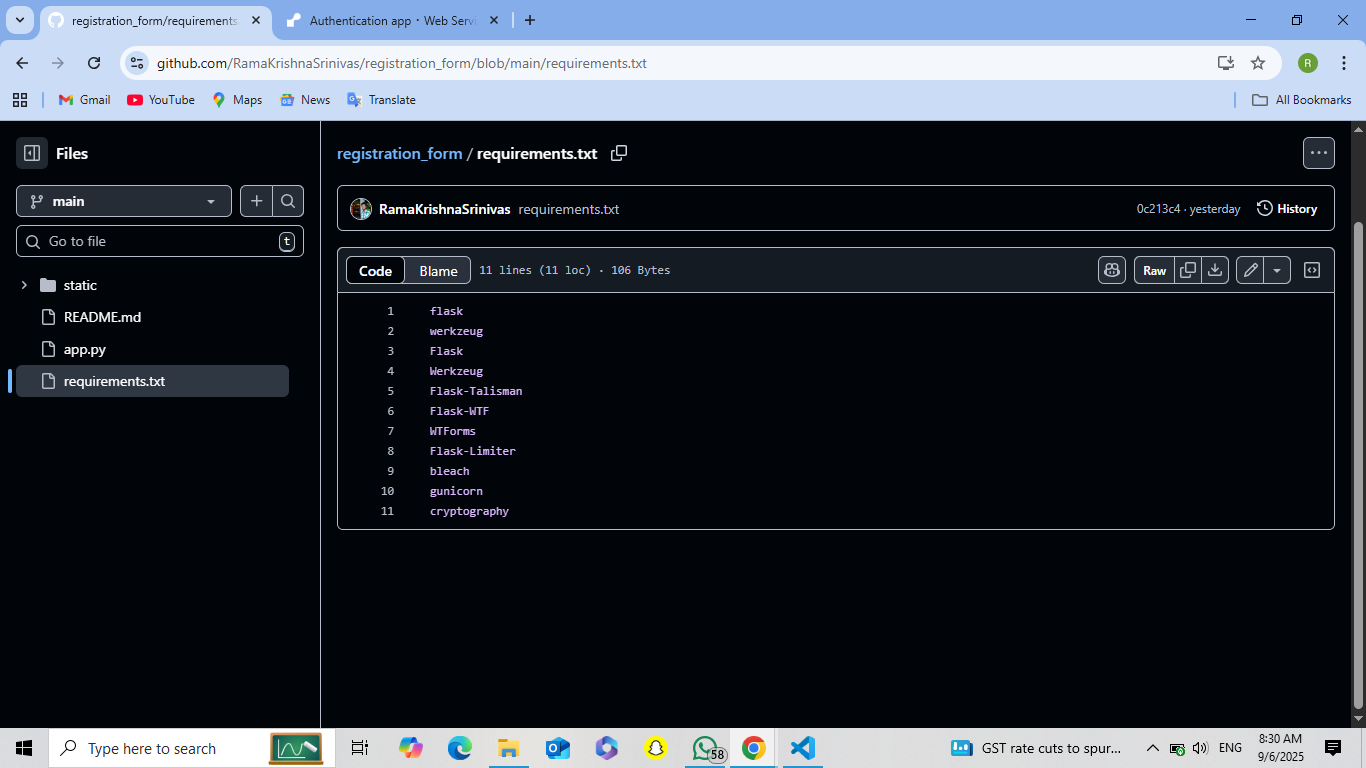 registration_form/requirements
Authentication app · Web Servi
github.com/RamaKrishnaSrinivas/registration_form/blob/main/requirements.txt
R
Gmail
YouTube
Maps
News
Translate
All Bookmarks
Files
main
Go to file
t
static
README.md
app.py
requirements.txt
registration_form / requirements.txt
RamaKrishnaSrinivas requirements.txt
0c213c4 · yesterday
History
Code
Blame
11 lines (11 loc) · 106 Bytes
Raw
1 flask
2 werkzeug
3 Flask
4 Werkzeug
5 Flask-Talisman
6 Flask-WTF
7 WTForms
8 Flask-Limiter
9 bleach
10 gunicorn
11 cryptography
Type here to search
58
GST rate cuts to spur...
ENG
8:30 AM
9/6/2025